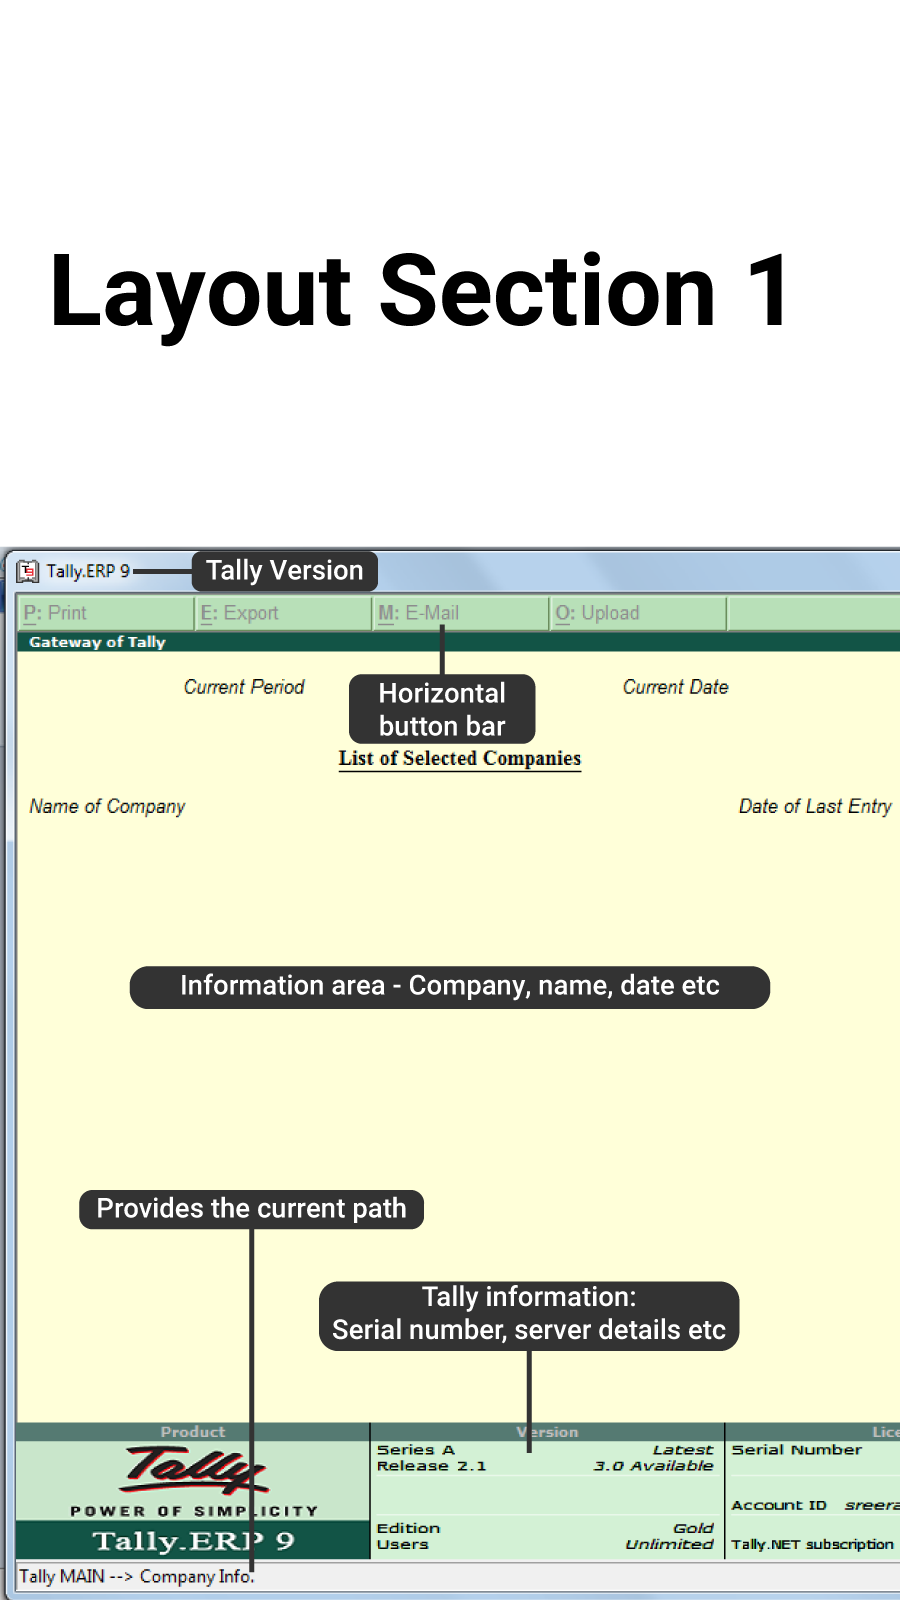 Layout Section 1
Tally.ERP 9 Tally Version
P: Print E: Export M: E-Mail O: Upload
Gateway of Tally
Current Period Current Date
Horizontal
button bar
List of Selected Companies
Name of Company Date of Last Entry
Information area - Company, name, date etc
Provides the current path
Tally information:
Serial number, server details etc
Product Version
Tally
POWER OF SIMPLICITY
Tally.ERP 9
Series A Latest
Release 2.1 3.0 Available
Edition Gold
Users Unlimited
Serial Number
Account ID
Tally.NET subscription
Tally MAIN --> Company Info.